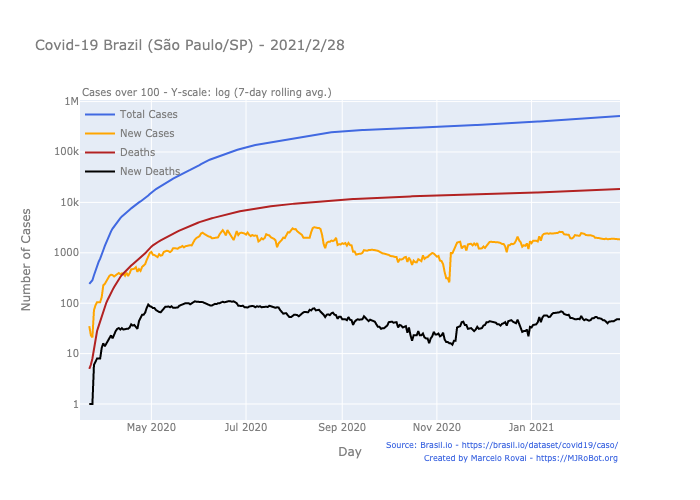 Covid-19 Brazil (São Paulo/SP) - 2021/2/28
Cases over 100 - Y-scale: log (7-day rolling avg.)
1M
100k
10k
1000
100
10
1
Total Cases
New Cases
Deaths
New Deaths
Number of Cases
May 2020
Jul 2020
Sep 2020
Nov 2020
Jan 2021
Day
Source: Brasil.io - https://brasil.io/dataset/covid19/caso/
Created by Marcelo Rovai - https://MJRoBot.org